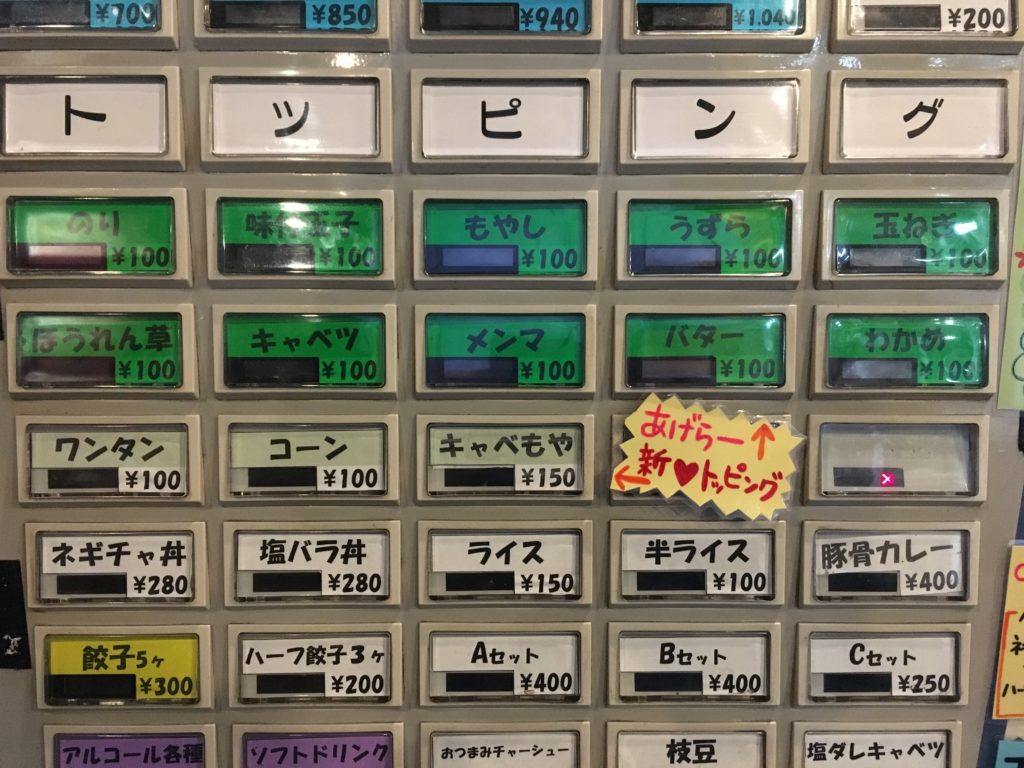 ¥700 ¥850 ¥940 ¥1,040 ¥200
ト ッ ピ ン グ
のり 味付玉子 もやし うずら 玉ねぎ
¥100 ¥100 ¥100 ¥100 ¥100
ほうれん草 キャベツ メンマ バター わかめ
¥100 ¥100 ¥100 ¥100 ¥100
ワンタン コーン キャベもや
¥100 ¥100 ¥150
あげらー↑
←新♥トッピング
ネギチャ丼 塩バラ丼 ライス 半ライス 豚骨カレー
¥280 ¥280 ¥150 ¥100 ¥400
餃子5ヶ ハーフ餃子3ヶ Aセット Bセット Cセット
¥300 ¥200 ¥400 ¥400 ¥250
アルコール各種 ソフトドリンク おつまみチャーシュー 枝豆 塩ダレキャベツ